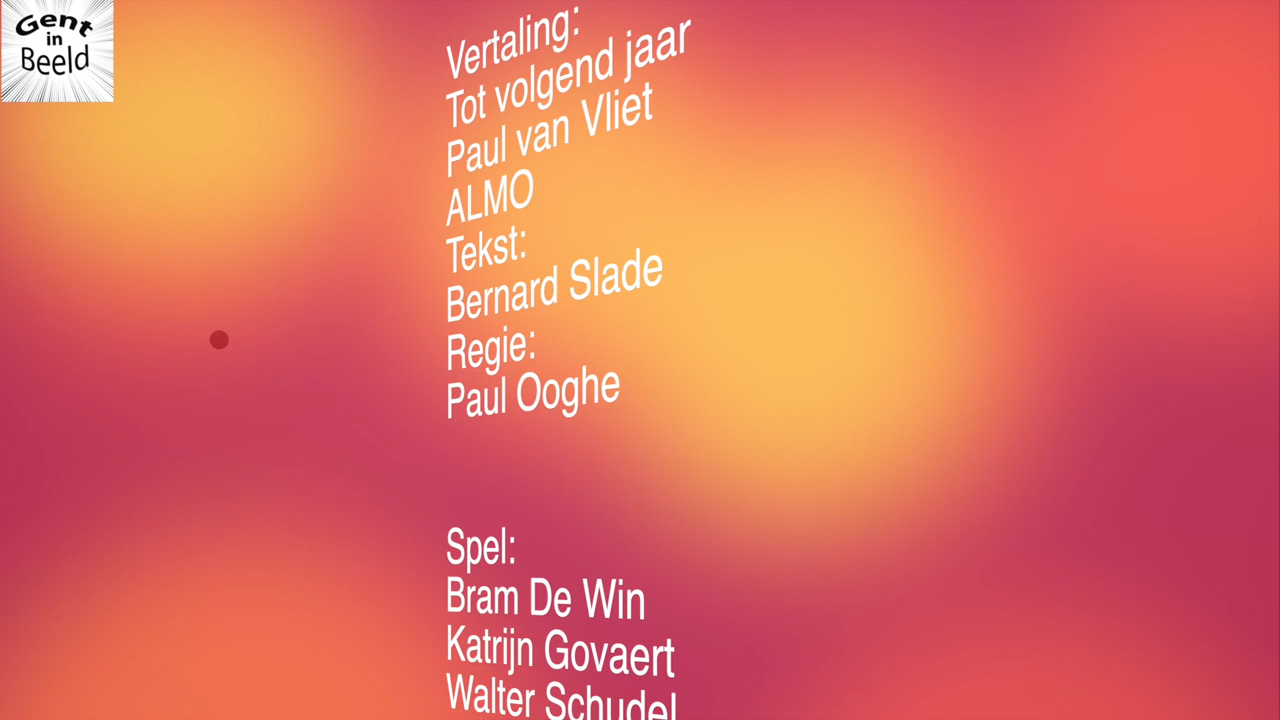 Gent
in
Beeld
Vertaling:
Tot volgend jaar
Paul van Vliet
ALMO
Tekst:
Bernard Slade
Regie:
Paul Ooghe
Spel:
Bram De Win
Katrijn Govaert
Walter Schudel